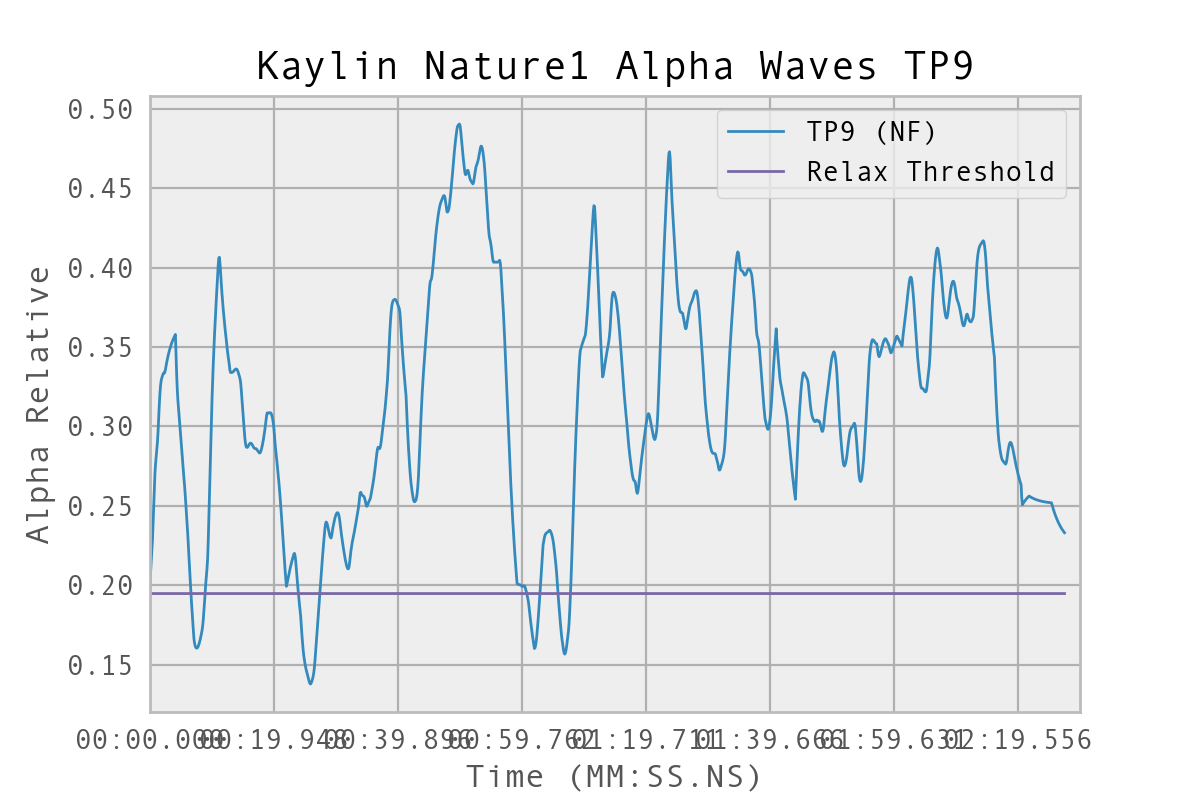 Kaylin Nature1 Alpha Waves TP9
0.50
0.45
0.40
0.35
0.30
0.25
0.20
0.15
Alpha Relative
TP9 (NF)
Relax Threshold
00:00.000 00:19.948 00:39.896 00:59.762 01:19.711 01:39.666 01:59.631 02:19.556
Time (MM:SS.NS)